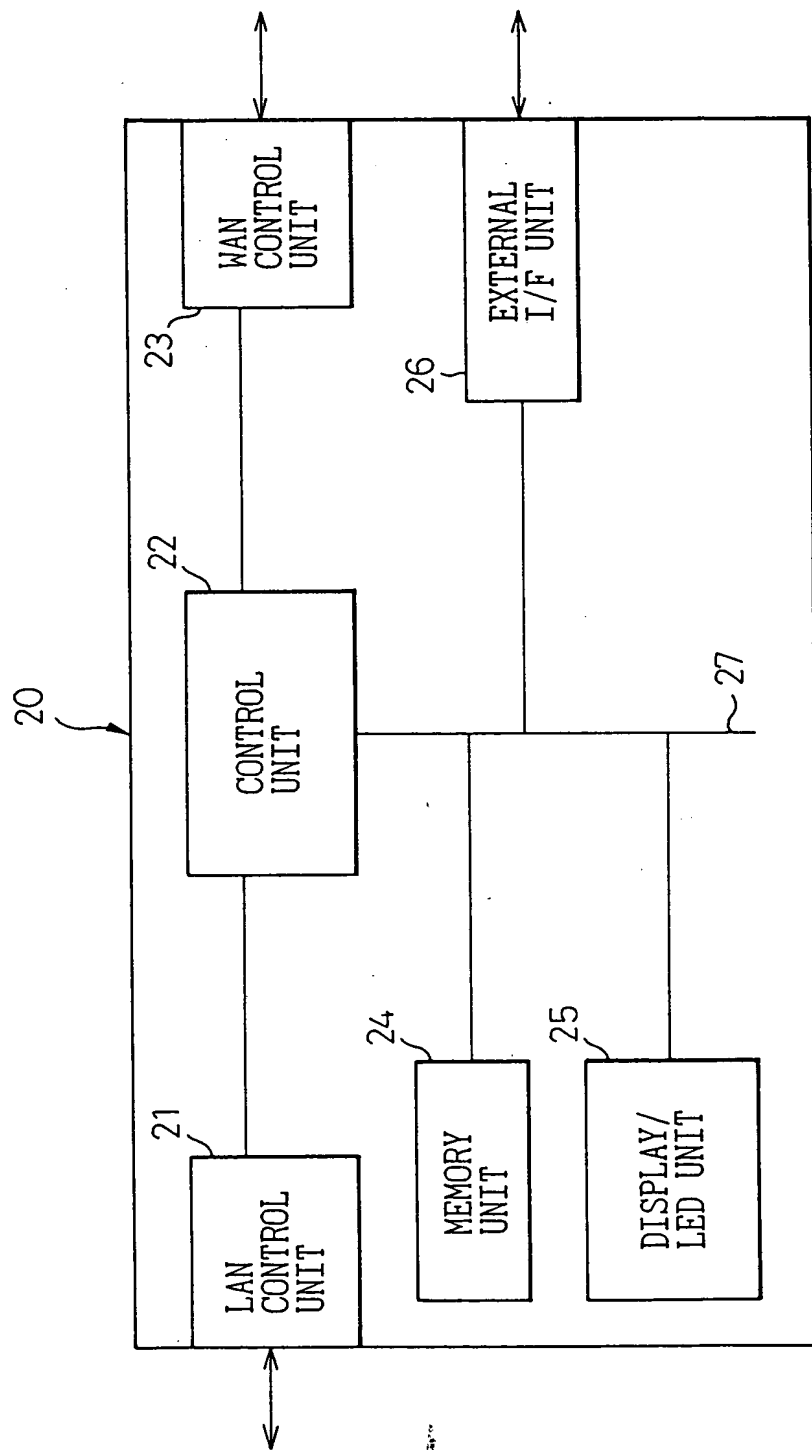 20
21
LAN
CONTROL
UNIT
22
CONTROL
UNIT
23
WAN
CONTROL
UNIT
24
MEMORY
UNIT
26
EXTERNAL
I/F UNIT
25
DISPLAY/
LED UNIT
27